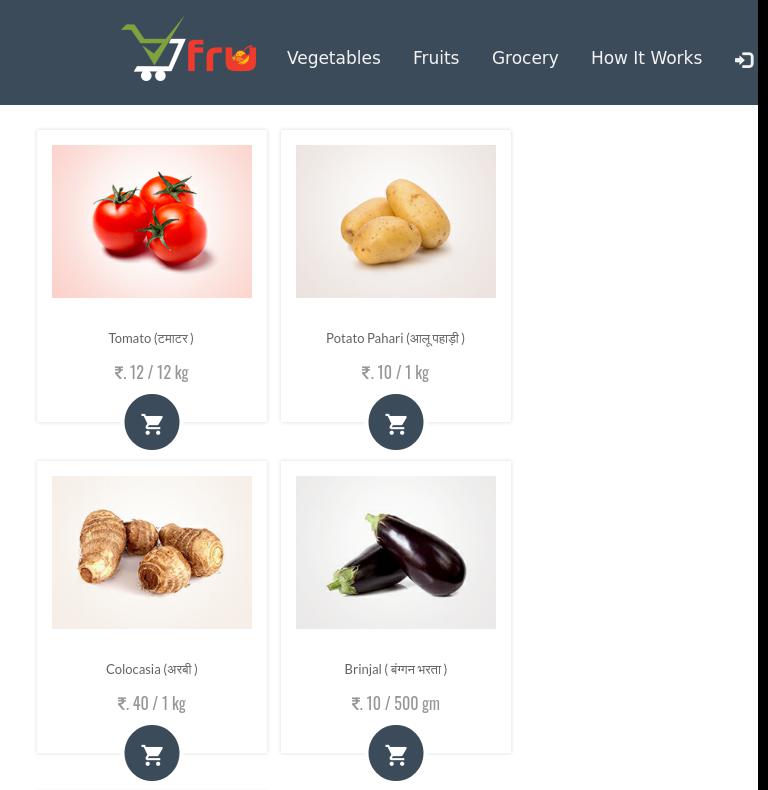 fru
Vegetables Fruits Grocery How It Works
Tomato (टमाटर )
₹. 12 / 12 kg
Potato Pahari (आलू पहाड़ी )
₹. 10 / 1 kg
Colocasia (अरबी )
₹. 40 / 1 kg
Brinjal ( बंग्गन भरता )
₹. 10 / 500 gm